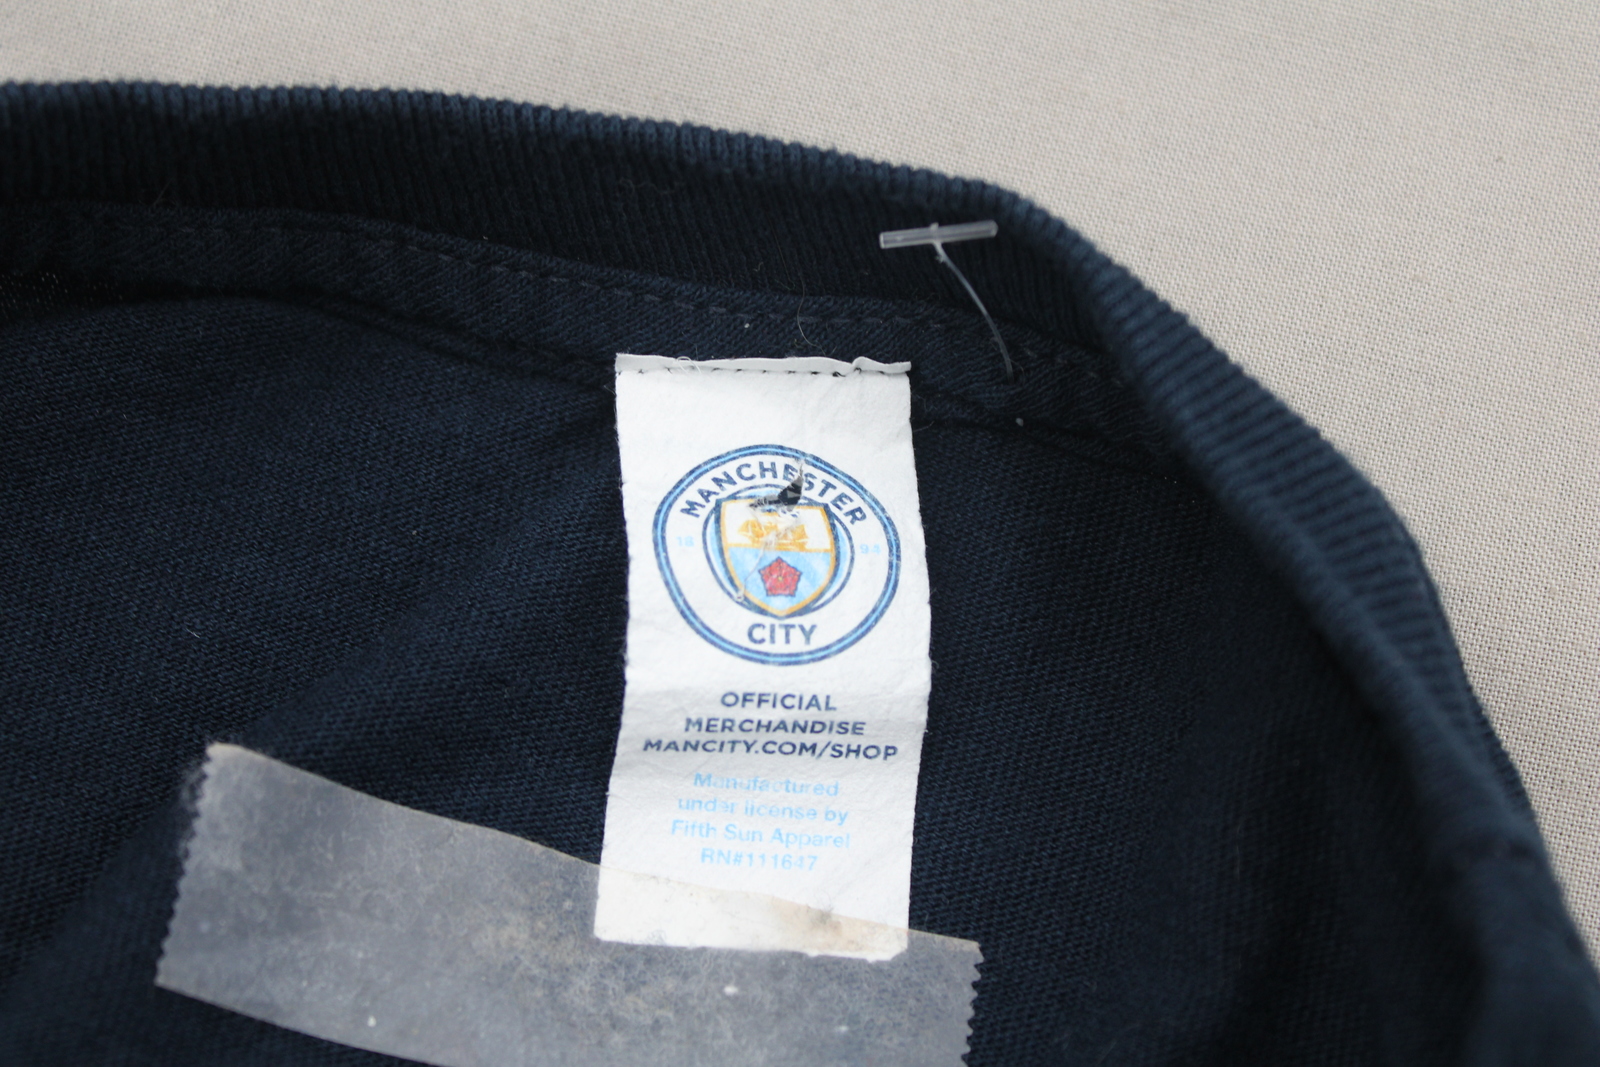 MANCHESTER
18 94
CITY
OFFICIAL
MERCHANDISE
MANCITY.COM/SHOP
Manufactured
under license by
Fifth Sun Apparel
RN#111647